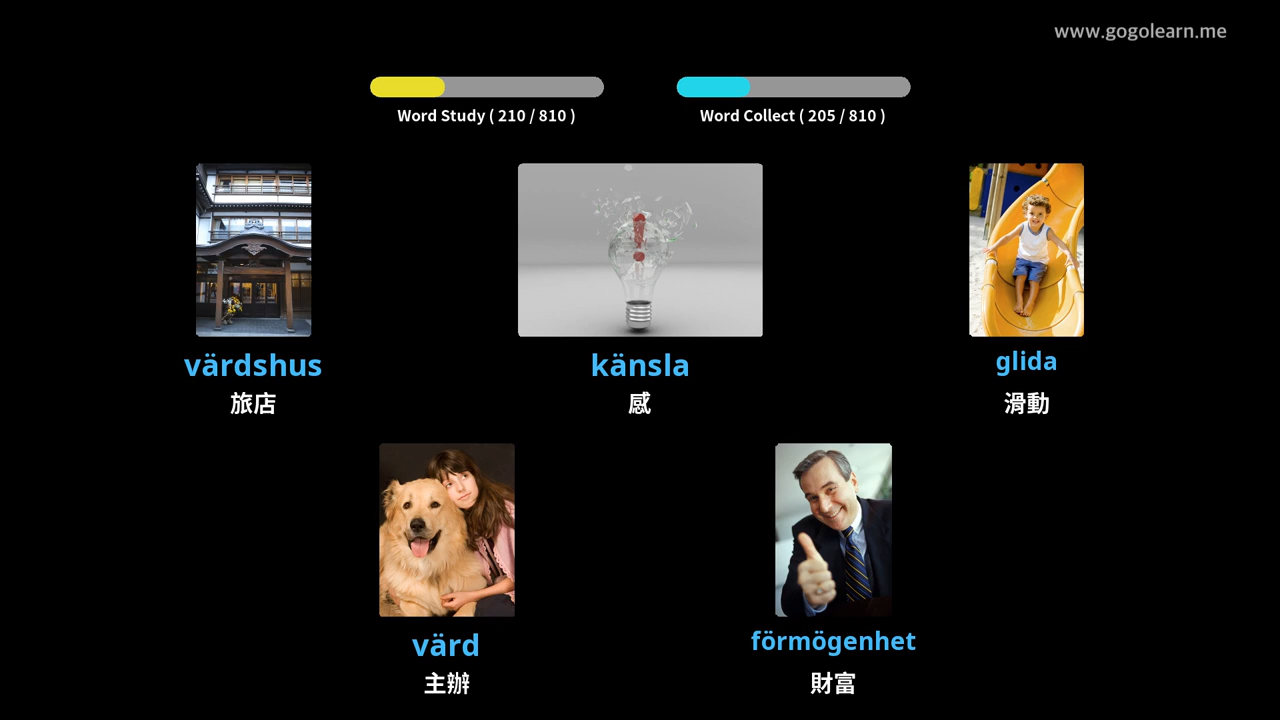 www.gogolearn.me
Word Study ( 210 / 810 )
Word Collect ( 205 / 810 )
värdshus
旅店
känsla
感
glida
滑動
värd
主辦
förmögenhet
財富